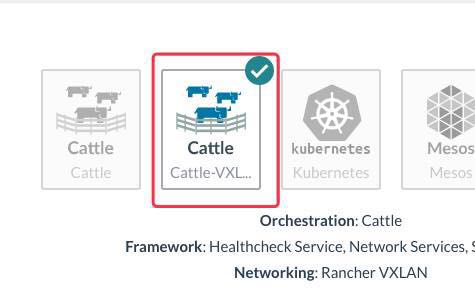 Cattle
Cattle
Cattle
Cattle-VXL...
kubernetes
Kubernetes
Mesos
Mesos
Orchestration: Cattle
Framework: Healthcheck Service, Network Services, S
Networking: Rancher VXLAN